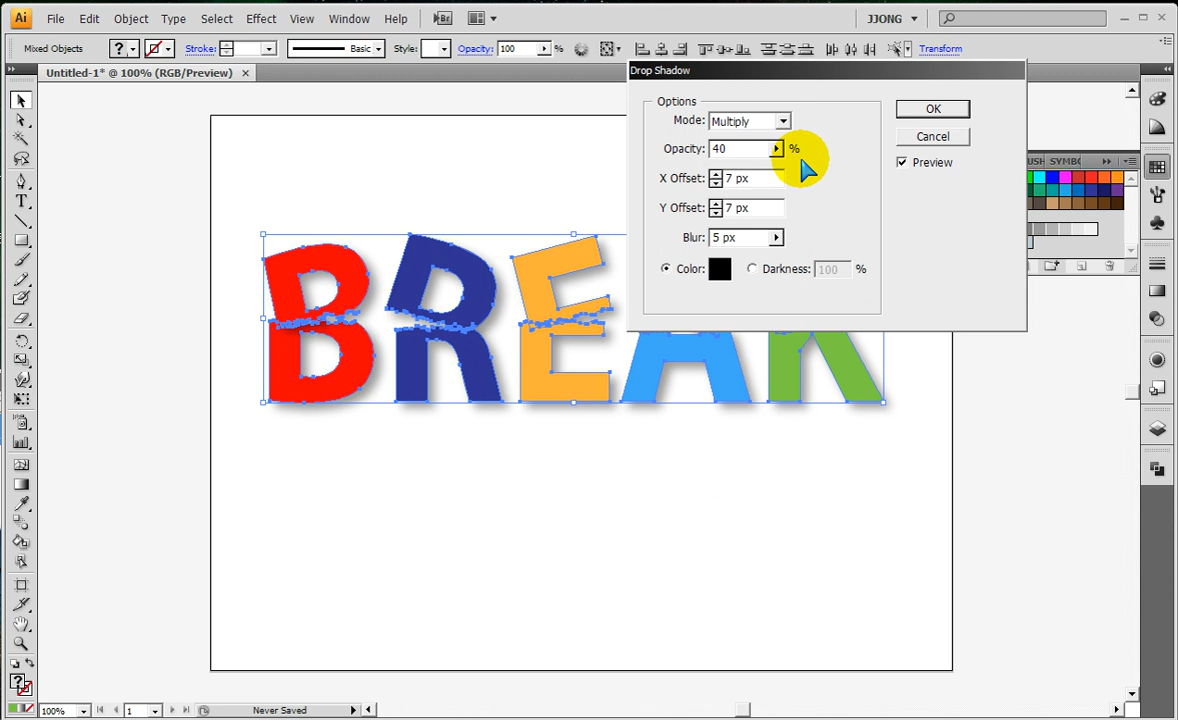 Ai File Edit Object Type Select Effect View Window Help Br JJONG
Mixed Objects ? Stroke: Basic Style: Opacity: 100 % Transform
Untitled-1* @ 100% (RGB/Preview) ×
Drop Shadow
Options
Mode: Multiply
OK
Opacity: 40 %
Cancel
Preview
X Offset: 7 px
Y Offset: 7 px
Blur: 5 px
Color: Darkness: 100 %
SYMBO
BREAK
?
100% 1 Never Saved